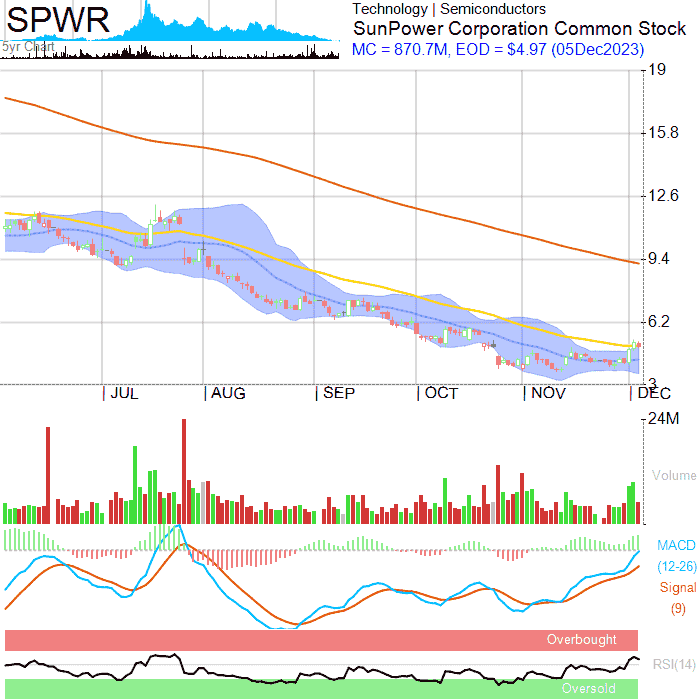 SPWR
5yr Chart
Technology | Semiconductors
SunPower Corporation Common Stock
MC = 870.7M, EOD = $4.97 (05Dec2023)
19
15.8
12.6
9.4
6.2
3
JUL AUG SEP OCT NOV DEC
24M
Volume
MACD
(12-26)
Signal
(9)
Overbought
RSI(14)
Oversold